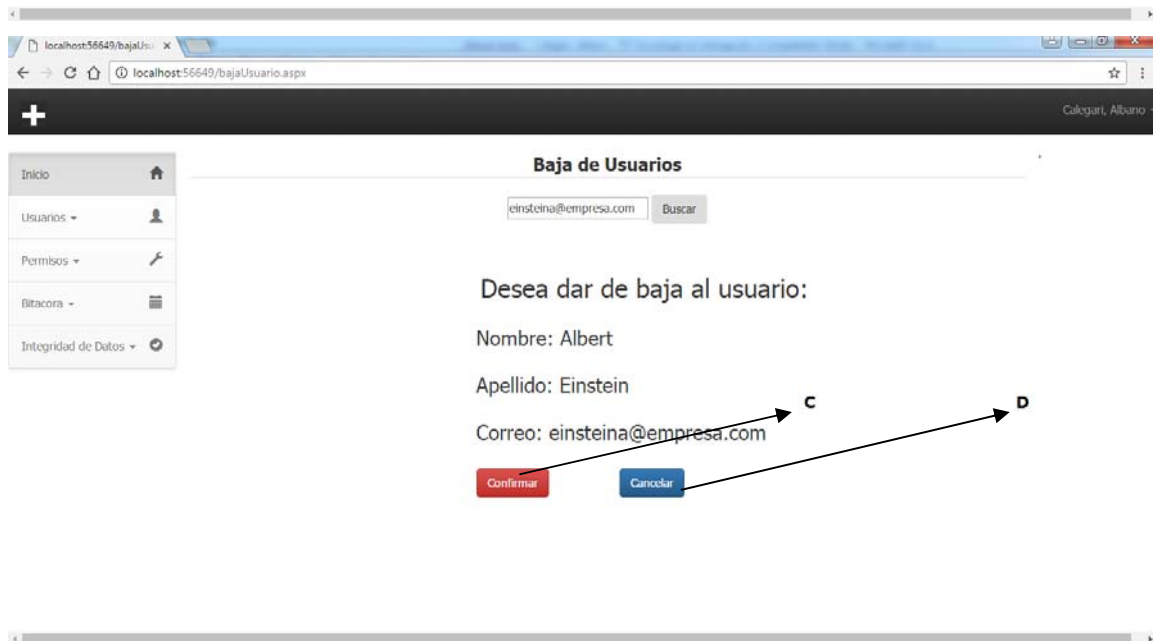 localhost:56649/bajaUsu
localhost:56649/bajaUsuario.aspx
Calegari, Albano
Baja de Usuarios
Inicio
einsteina@empresa.com Buscar
Usuarios
Permisos
Desea dar de baja al usuario:
Bitacora
Nombre: Albert
Integridad de Datos
Apellido: Einstein
C
D
Correo: einsteina@empresa.com
Confirmar Cancelar